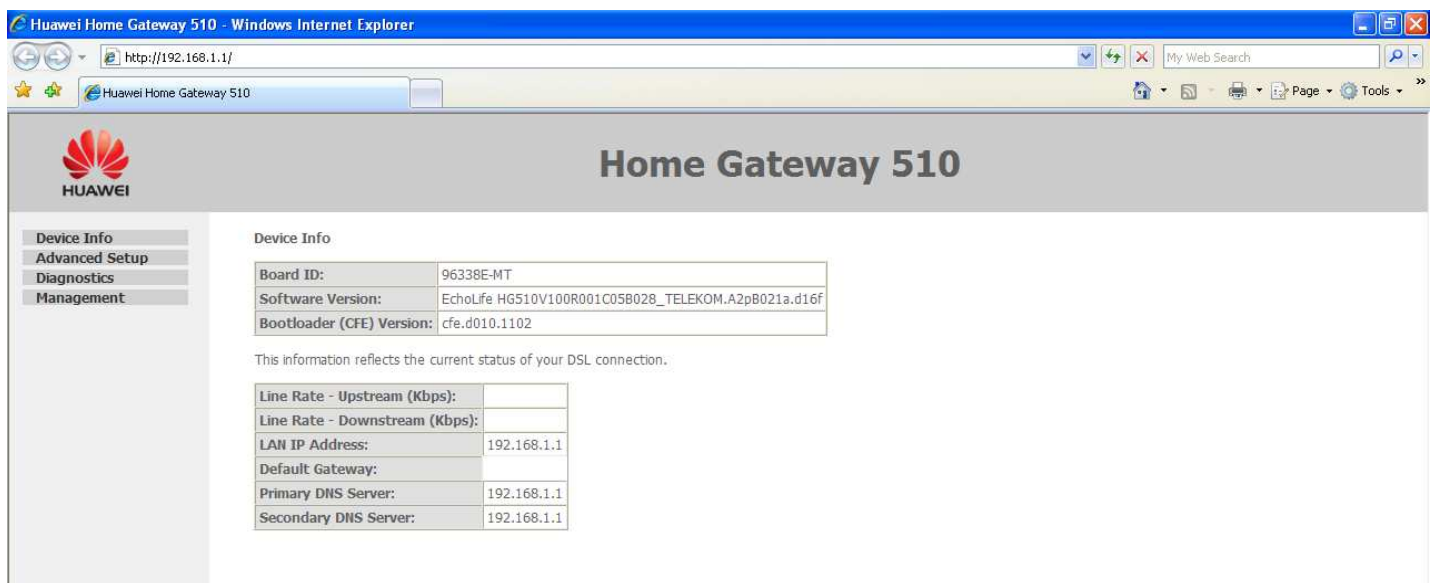 Huawei Home Gateway 510 - Windows Internet Explorer
http://192.168.1.1/
My Web Search
Huawei Home Gateway 510
Page
Tools
HUAWEI
Home Gateway 510
Device Info
Advanced Setup
Diagnostics
Management
Device Info
Board ID: 96338E-MT
Software Version: EchoLife HG510V100R001C05B028_TELEKOM.A2pB021a.d16f
Bootloader (CFE) Version: cfe.d010.1102
This information reflects the current status of your DSL connection.
Line Rate - Upstream (Kbps):
Line Rate - Downstream (Kbps):
LAN IP Address: 192.168.1.1
Default Gateway:
Primary DNS Server: 192.168.1.1
Secondary DNS Server: 192.168.1.1